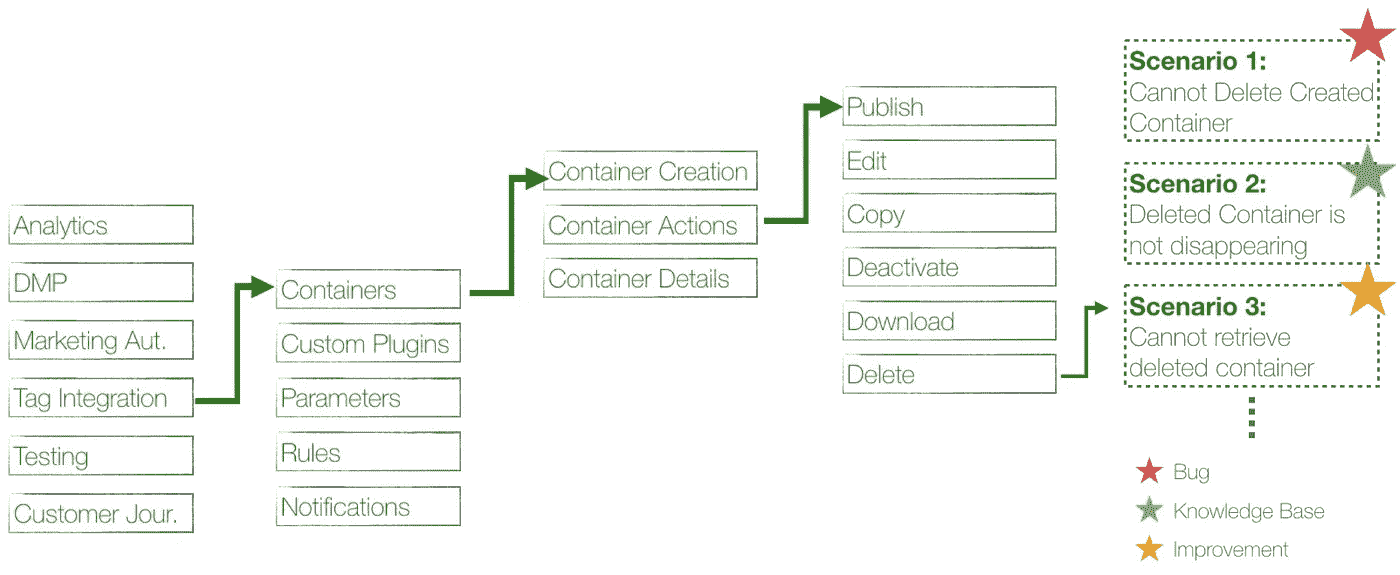 Analytics
DMP
Marketing Aut.
Tag Integration
Testing
Customer Jour.
Containers
Custom Plugins
Parameters
Rules
Notifications
Container Creation
Container Actions
Container Details
Publish
Edit
Copy
Deactivate
Download
Delete
Scenario 1:
Cannot Delete Created
Container
Scenario 2:
Deleted Container is
not disappearing
Scenario 3:
Cannot retrieve
deleted container
Bug
Knowledge Base
Improvement